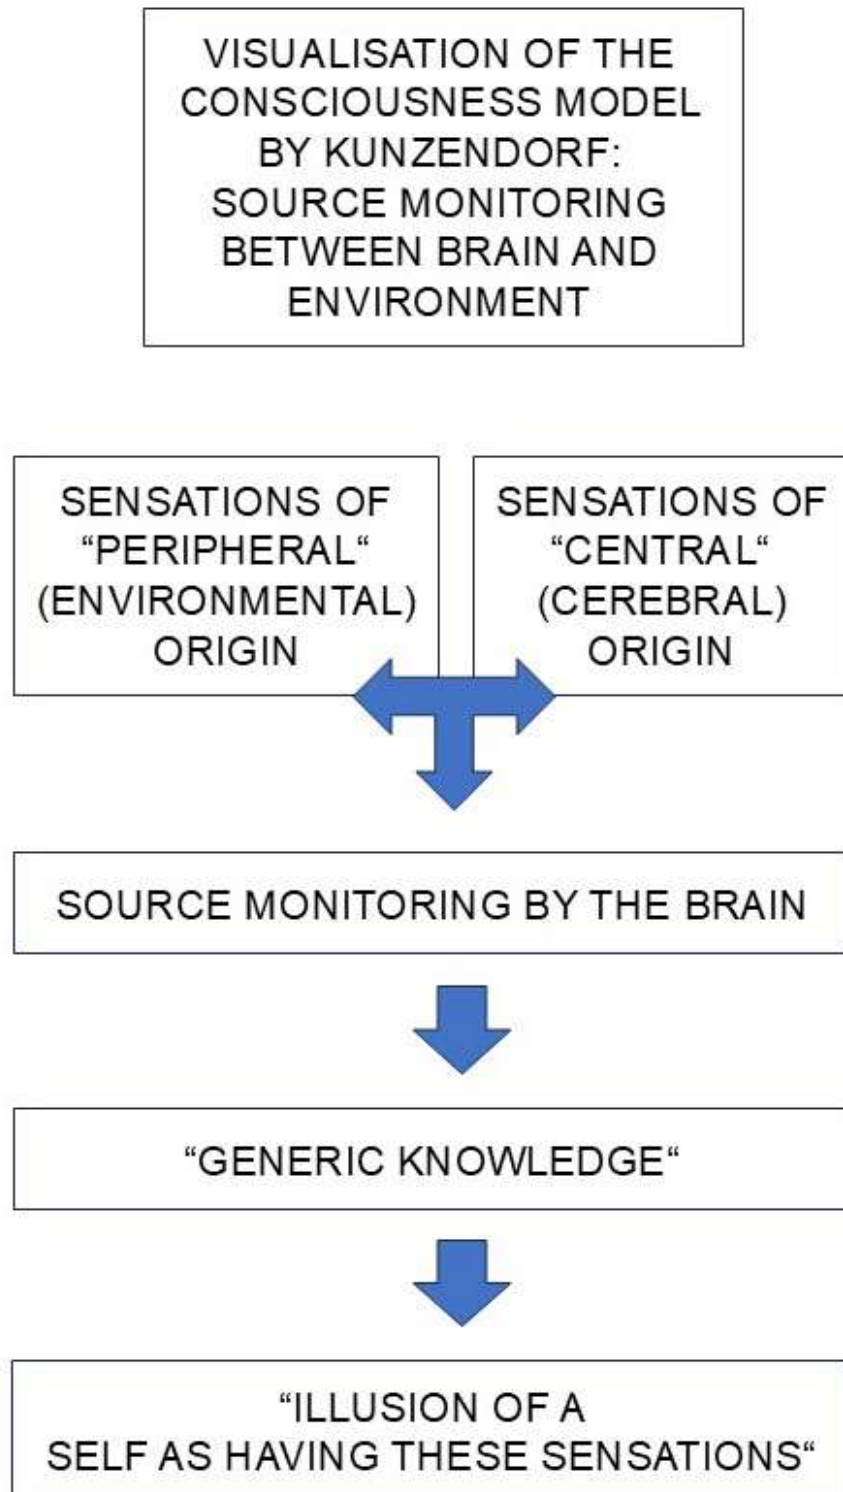 VISUALISATION OF THE
CONSCIOUSNESS MODEL
BY KUNZENDORF:
SOURCE MONITORING
BETWEEN BRAIN AND
ENVIRONMENT
SENSATIONS OF
“PERIPHERAL“
(ENVIRONMENTAL)
ORIGIN
SENSATIONS OF
“CENTRAL“
(CEREBRAL)
ORIGIN
SOURCE MONITORING BY THE BRAIN
“GENERIC KNOWLEDGE“
“ILLUSION OF A
SELF AS HAVING THESE SENSATIONS“